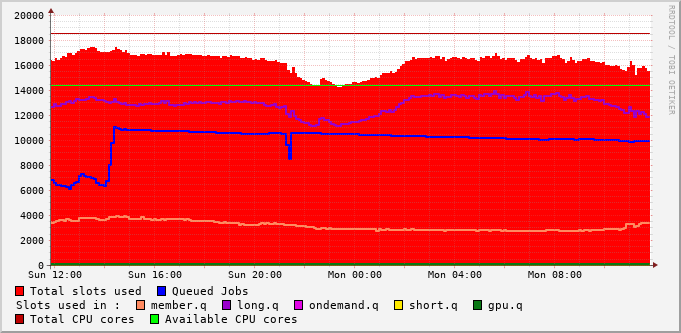 RRDTOOL / TOBI OETIKER
20000
18000
16000
14000
12000
10000
8000
6000
4000
2000
0
Sun 12:00 Sun 16:00 Sun 20:00 Mon 00:00 Mon 04:00 Mon 08:00
Total slots used Queued Jobs
Slots used in : member.q long.q ondemand.q short.q gpu.q
Total CPU cores Available CPU cores